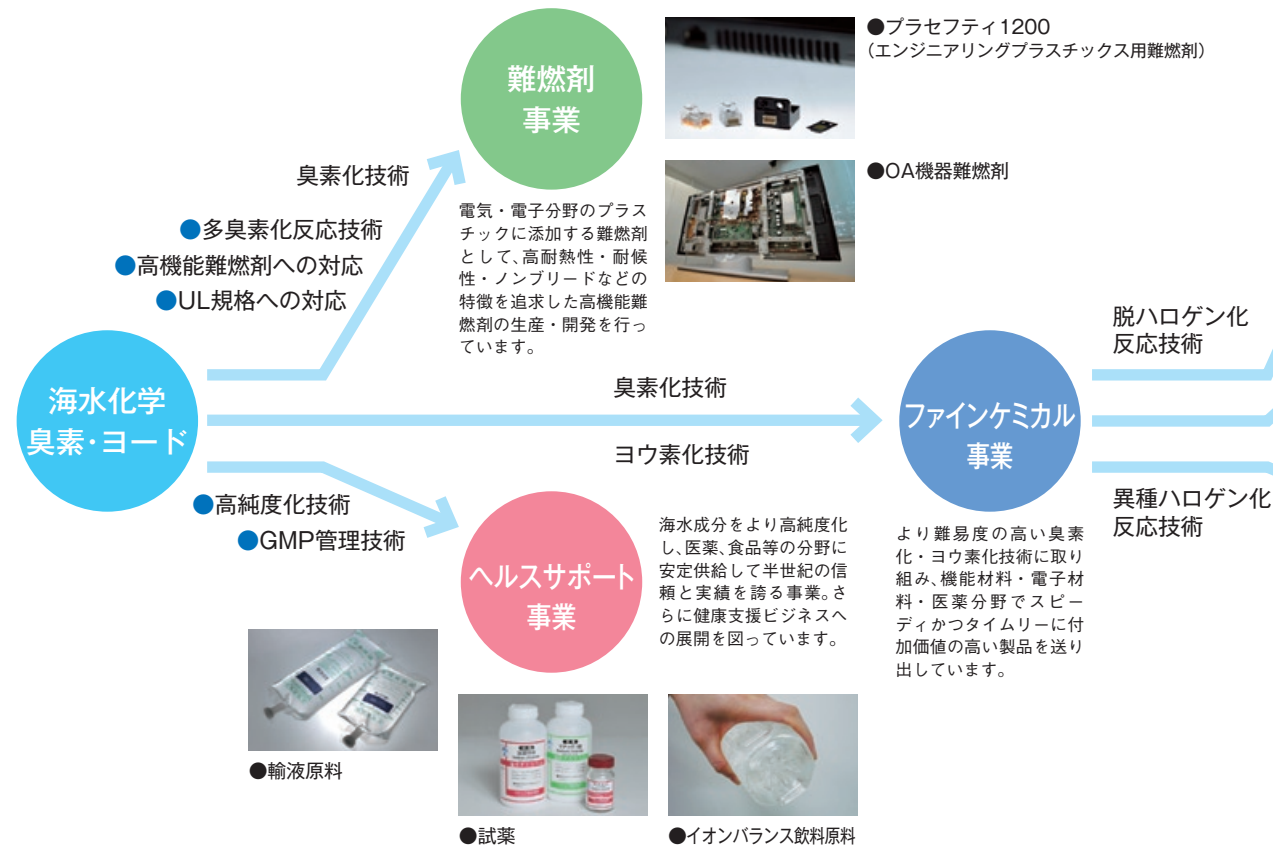 難燃剤
事業
●プラセフティ1200
（エンジニアリングプラスチックス用難燃剤）
●OA機器難燃剤
臭素化技術
●多臭素化反応技術
●高機能難燃剤への対応
●UL規格への対応
電気・電子分野のプラス
チックに添加する難燃剤
として、高耐熱性・耐候
性・ノンブリードなどの
特徴を追求した高機能難
燃剤の生産・開発を行っ
ています。
海水化学
臭素・ヨード
臭素化技術
ヨウ素化技術
ファインケミカル
事業
脱ハロゲン化
反応技術
異種ハロゲン化
反応技術
●高純度化技術
●GMP管理技術
ヘルスサポート
事業
海水成分をより高純度化
し、医薬、食品等の分野に
安定供給して半世紀の信
頼と実績を誇る事業。さ
らに健康支援ビジネスへ
の展開を図っています。
より難易度の高い臭素
化・ヨウ素化技術に取り
組み、機能材料・電子材
料・医薬分野でスピー
ディかつタイムリーに付
加価値の高い製品を送り
出しています。
●輸液原料
●試薬
●イオンバランス飲料原料